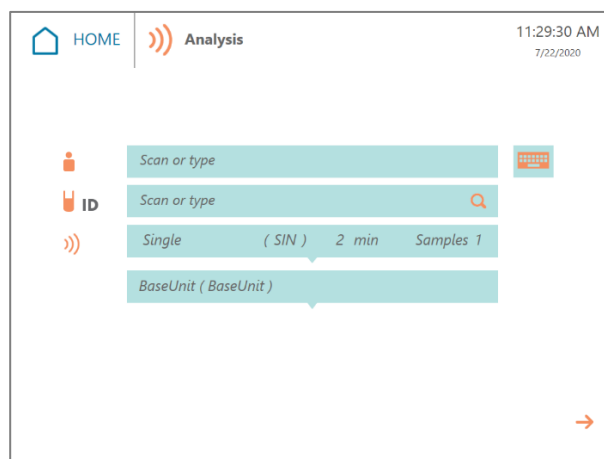 HOME
Analysis
11:29:30 AM
7/22/2020
Scan or type
ID
Scan or type
Single ( SIN ) 2 min Samples 1
BaseUnit ( BaseUnit )